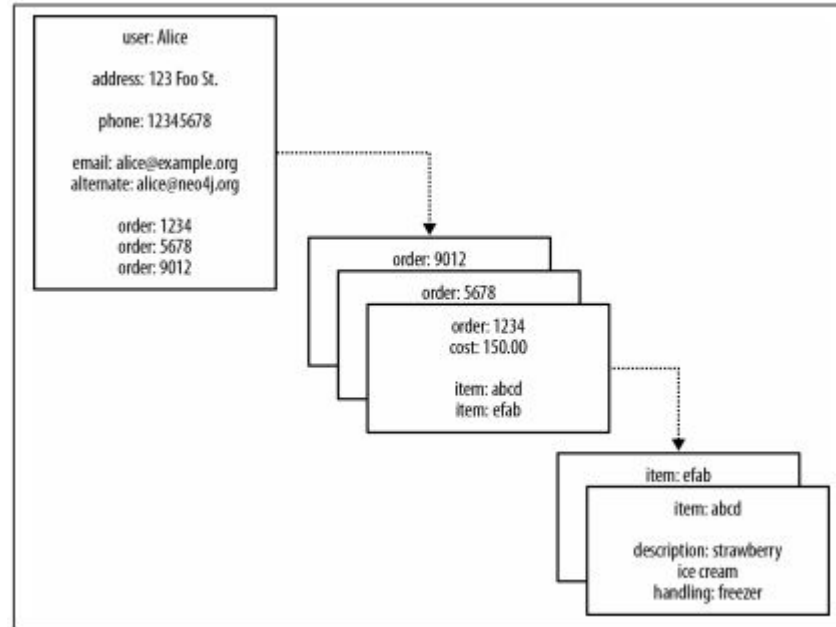 user: Alice
address: 123 Foo St.
phone: 12345678
email: alice@example.org
alternate: alice@neo4j.org
order: 1234
order: 5678
order: 9012
order: 9012
order: 5678
order: 1234
cost: 150.00
item: abcd
item: efab
item: efab
item: abcd
description: strawberry
ice cream
handling: freezer